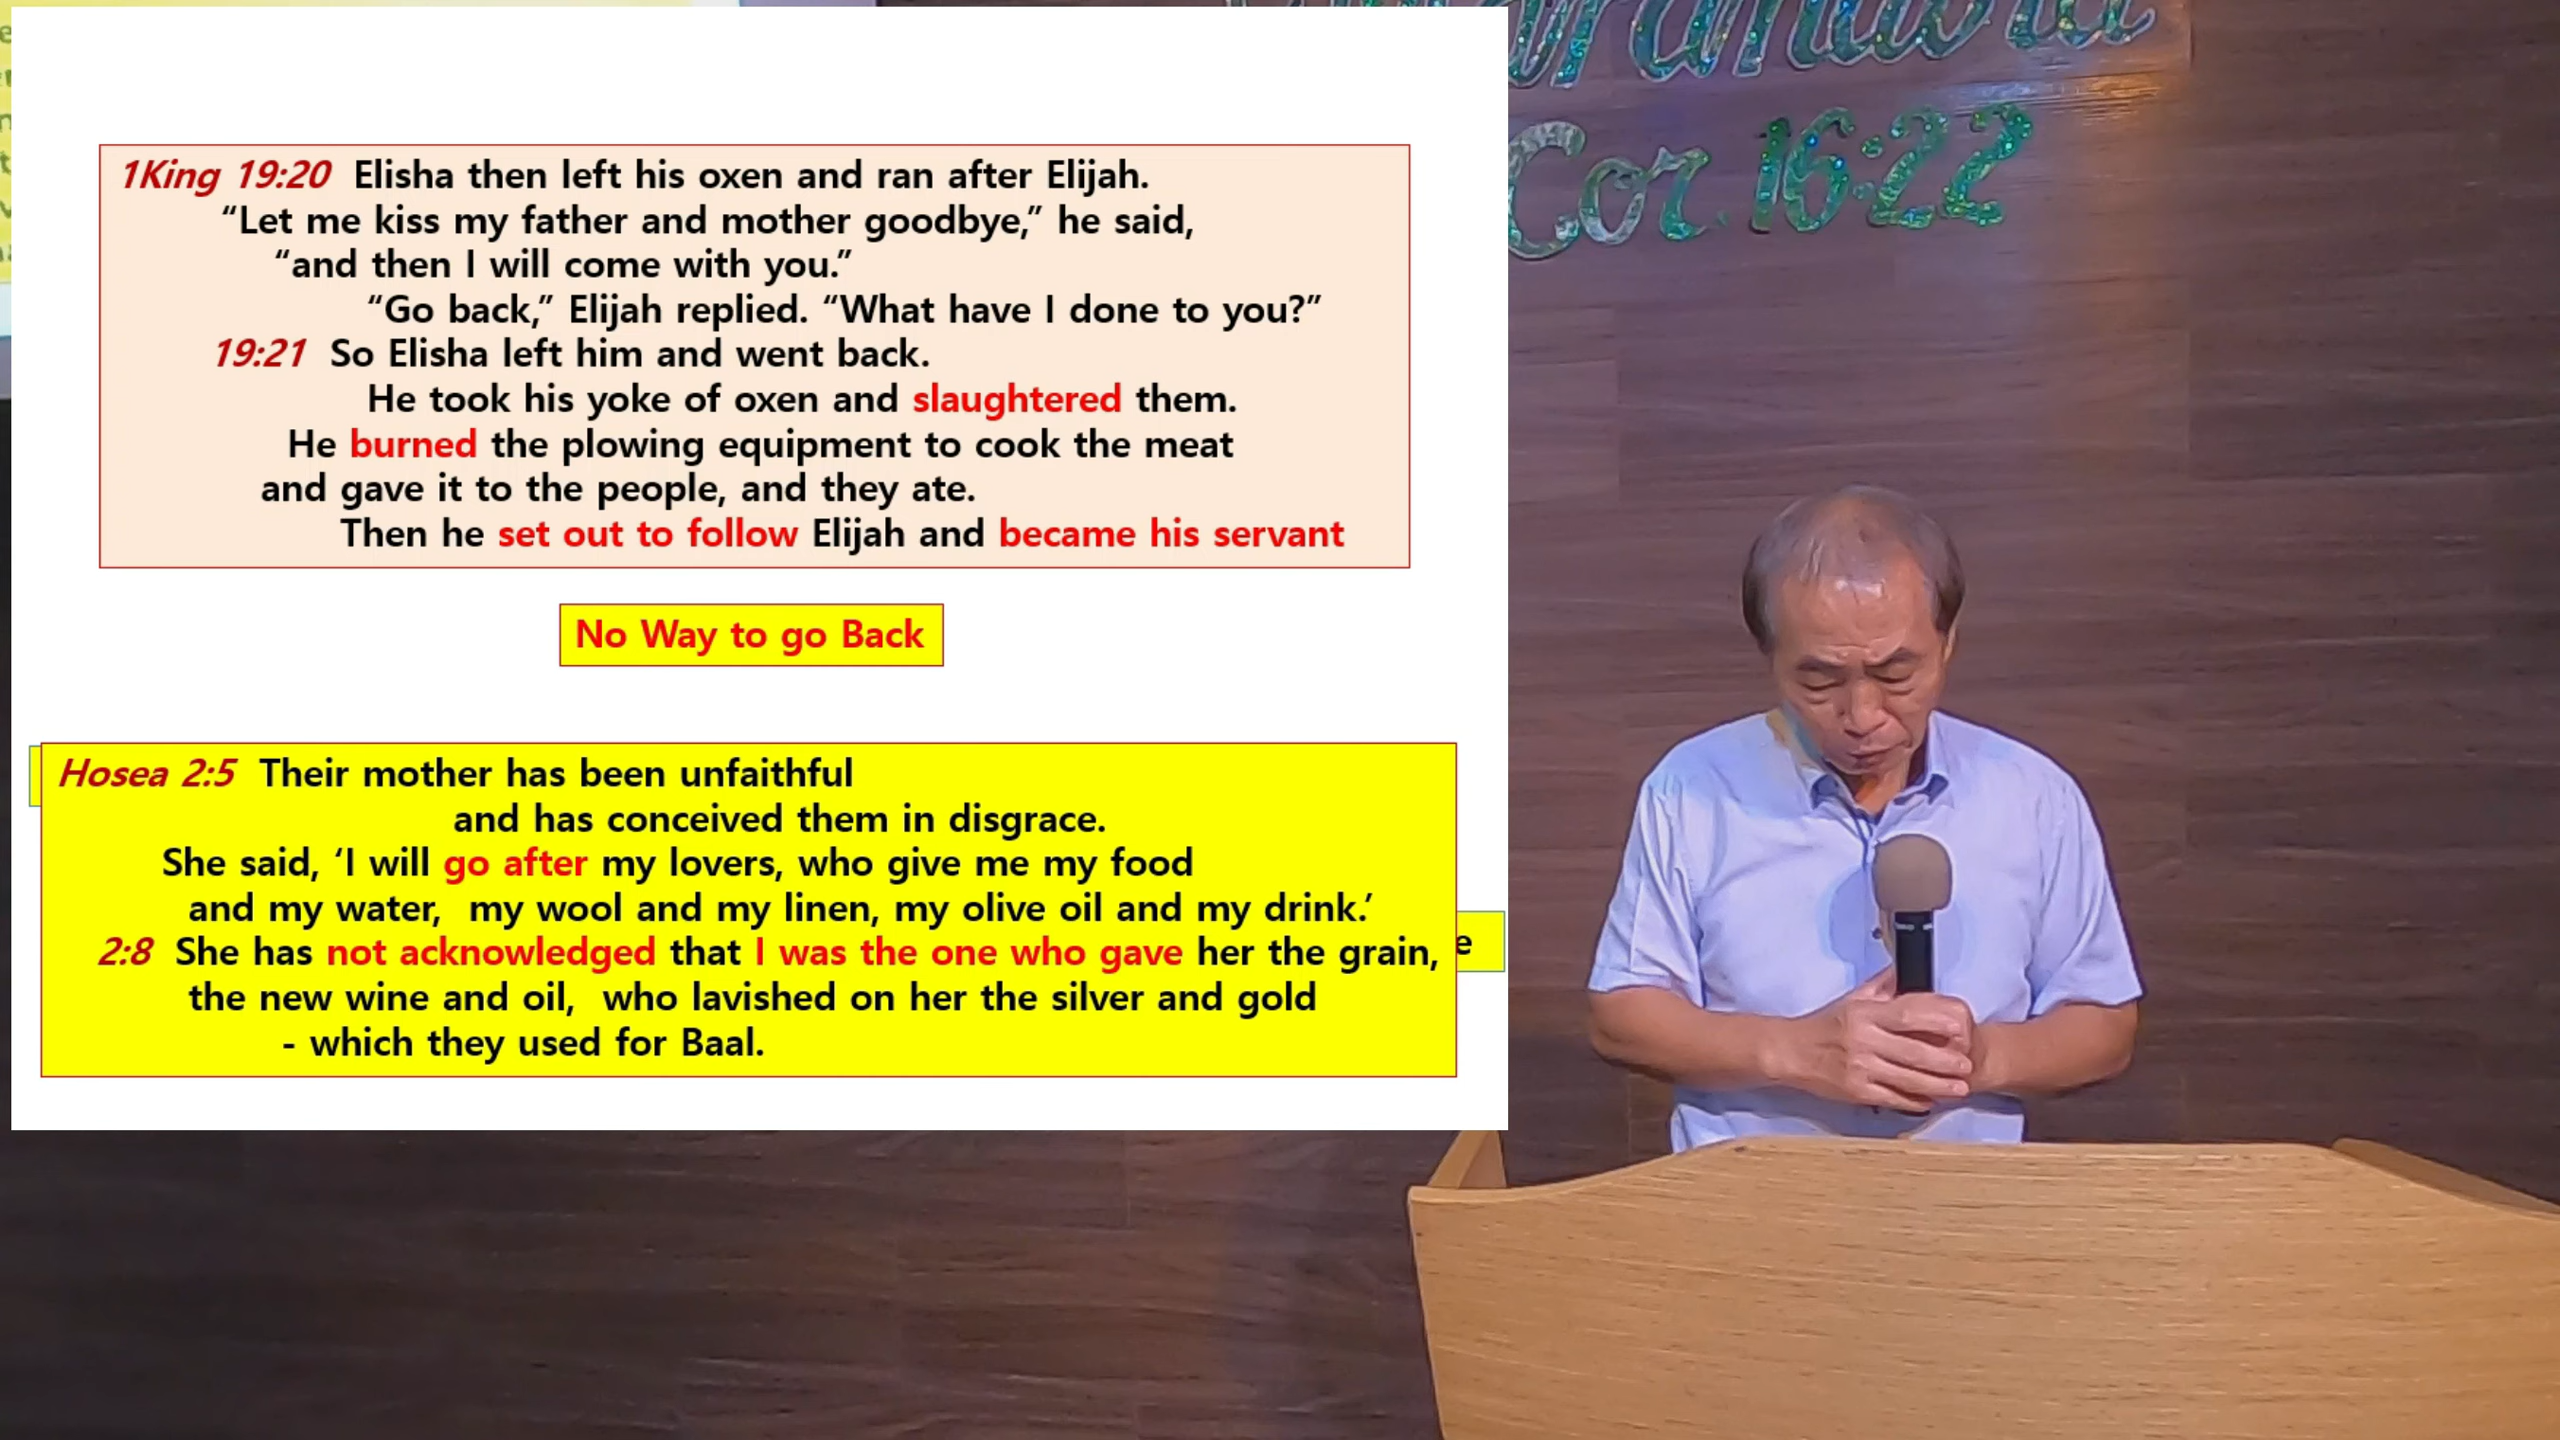 1King 19:20 Elisha then left his oxen and ran after Elijah.
“Let me kiss my father and mother goodbye,” he said,
“and then I will come with you.”
“Go back,” Elijah replied. “What have I done to you?”
19:21 So Elisha left him and went back.
He took his yoke of oxen and slaughtered them.
He burned the plowing equipment to cook the meat
and gave it to the people, and they ate.
Then he set out to follow Elijah and became his servant
No Way to go Back
Hosea 2:5 Their mother has been unfaithful
and has conceived them in disgrace.
She said, ‘I will go after my lovers, who give me my food
and my water, my wool and my linen, my olive oil and my drink.’
2:8 She has not acknowledged that I was the one who gave her the grain,
e
the new wine and oil, who lavished on her the silver and gold
- which they used for Baal.
Cor. 16:22